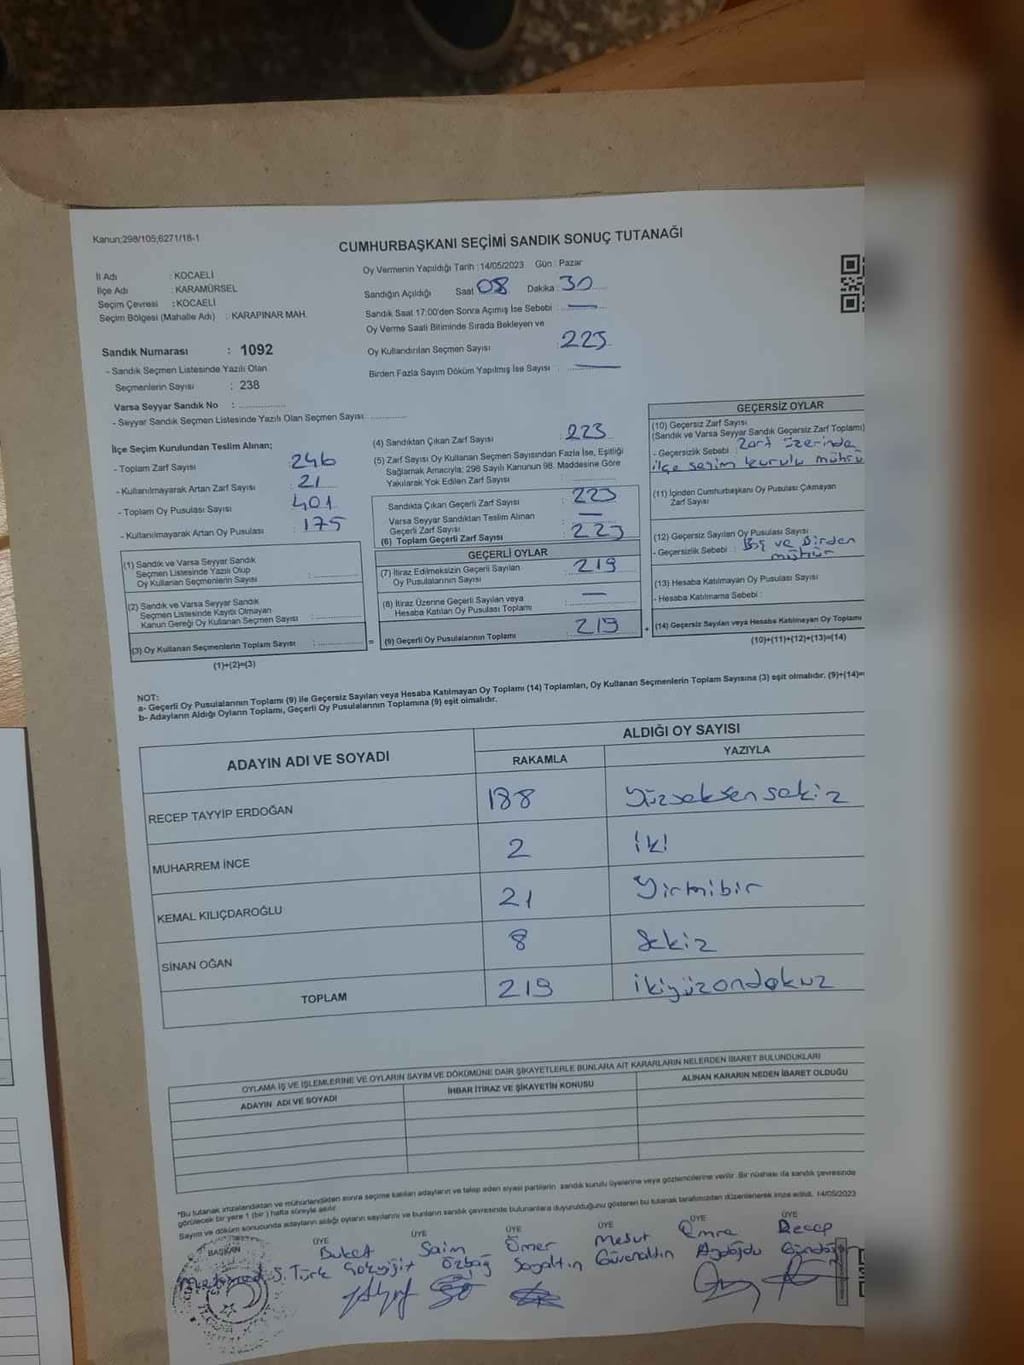 Kanun;298/105;6271/18-1
CUMHURBAŞKANI SEÇİMİ SANDIK SONUÇ TUTANAĞI
İl Adı : KOCAELİ
İlçe Adı : KARAMÜRSEL
Seçim Çevresi : KOCAELİ
Seçim Bölgesi (Mahalle Adı) : KARAPINAR MAH.
Sandık Numarası : 1092
- Sandık Seçmen Listesinde Yazılı Olan
Seçmenlerin Sayısı : 238
Varsa Seyyar Sandık No :
- Seyyar Sandık Seçmen Listesinde Yazılı Olan Seçmen Sayısı
Oy Vermenin Yapıldığı Tarih : 14/05/2023 Gün : Pazar
Sandığın Açıldığı Saat 08 Dakika 30
Sandık Saat 17:00'den Sonra Açımış İse Sebebi : —
Oy Verme Saati Bitiminde Sırada Bekleyen ve
Oy Kullandırılan Seçmen Sayısı 225
Birden Fazla Sayım Döküm Yapılmış İse Sayısı : —
İlçe Seçim Kurulundan Teslim Alınan;
- Toplam Zarf Sayısı 246
- Kullanılmayarak Artan Zarf Sayısı : 21
- Toplam Oy Pusulası Sayısı : 401
- Kullanılmayarak Artan Oy Pusulası : 175
(1) Sandık ve Varsa Seyyar Sandık
Seçmen Listesinde Yazılı Olup
Oy Kullanan Seçmenlerin Sayısı :
(2) Sandık ve Varsa Seyyar Sandık
Seçmen Listesinde Kayıtlı Olmayan
Kanun Gereği Oy Kullanan Seçmen Sayısı :
(3) Oy Kullanan Seçmenlerin Toplam Sayısı :
(1)+(2)=(3)
(4) Sandıktan Çıkan Zarf Sayısı : 223
(5) Zarf Sayısı Oy Kullanan Seçmen Sayısından Fazla İse, Eşitliği
Sağlamak Amacıyla; 298 Sayılı Kanunun 98. Maddesine Göre
Yakılarak Yok Edilen Zarf Sayısı :
Sandıkta Çıkan Geçerli Zarf Sayısı : 223
Varsa Seyyar Sandıktan Teslim Alınan
Geçerli Zarf Sayısı : —
(6) Toplam Geçerli Zarf Sayısı : 223
GEÇERLİ OYLAR
(7) İtiraz Edilmeksizin Geçerli Sayılan
Oy Pusulalarının Sayısı : 219
(8) İtiraz Üzerine Geçerli Sayılan veya
Hesaba Katılan Oy Pusulası Toplamı : —
= (9) Geçerli Oy Pusulalarının Toplamı : 219
GEÇERSİZ OYLAR
(10) Geçersiz Zarf Sayısı
(Sandık ve Varsa Seyyar Sandık Geçersiz Zarf Toplamı)
- Geçersizlik Sebebi : Zarf üzerinde
ilçe seçim kurulu mührü
(11) İçinden Cumhurbaşkanı Oy Pusulası Çıkmayan
Zarf Sayısı
(12) Geçersiz Sayılan Oy Pusulası Sayısı
- Geçersizlik Sebebi : Boş ve Birden
mühür
(13) Hesaba Katılmayan Oy Pusulası Sayısı
- Hesaba Katılmama Sebebi :
+ (14) Geçersiz Sayılan veya Hesaba Katılmayan Oy Toplamı
(10)+(11)+(12)+(13)=(14)
NOT:
a- Geçerli Oy Pusulalarının Toplamı (9) ile Geçersiz Sayılan veya Hesaba Katılmayan Oy Toplamı (14) Toplamları, Oy Kullanan Seçmenlerin Toplam Sayısına (3) eşit olmalıdır. (9)+(14)=
b- Adayların Aldığı Oyların Toplamı, Geçerli Oy Pusulalarının Toplamına (9) eşit olmalıdır.
ADAYIN ADI VE SOYADI
ALDIĞI OY SAYISI
RAKAMLA YAZIYLA
RECEP TAYYİP ERDOĞAN 188 Yüzseksensekiz
MUHARREM İNCE 2 İki
KEMAL KILIÇDAROĞLU 21 Yirmibir
SİNAN OĞAN 8 Sekiz
TOPLAM 219 ikiyüzondokuz
OYLAMA İŞ VE İŞLEMLERİNE VE OYLARIN SAYIM VE DÖKÜMÜNE DAİR ŞİKAYETLERLE BUNLARA AİT KARARLARIN NELERDEN İBARET BULUNDUKLARI
ADAYIN ADI VE SOYADI İHBAR İTİRAZ VE ŞİKAYETİN KONUSU ALINAN KARARIN NEDEN İBARET OLDUĞU
*Bu tutanak imzalandıktan ve mühürlendikten sonra seçime katılan adayların ve talep eden siyasi partilerin sandık kurulu üyelerine veya gözlemcilerine verilir. Bir nüshası da sandık çevresinde
görülecek bir yere 1 (bir) hafta süreyle asılır.
Sayım ve döküm sonucunda adayların aldığı oyların sayılarını ve bunların sandık çevresinde bulunanlara duyurulduğunu gösteren bu tutanak tarafımızdan düzenlenerek imza edildi. 14/05/2023
BAŞKAN ÜYE ÜYE ÜYE ÜYE ÜYE ÜYE
Buket Saim Ömer Mesut Emre Recep
S. Türk Gökyiğit Özbağ Soyaltın Güvenaldın